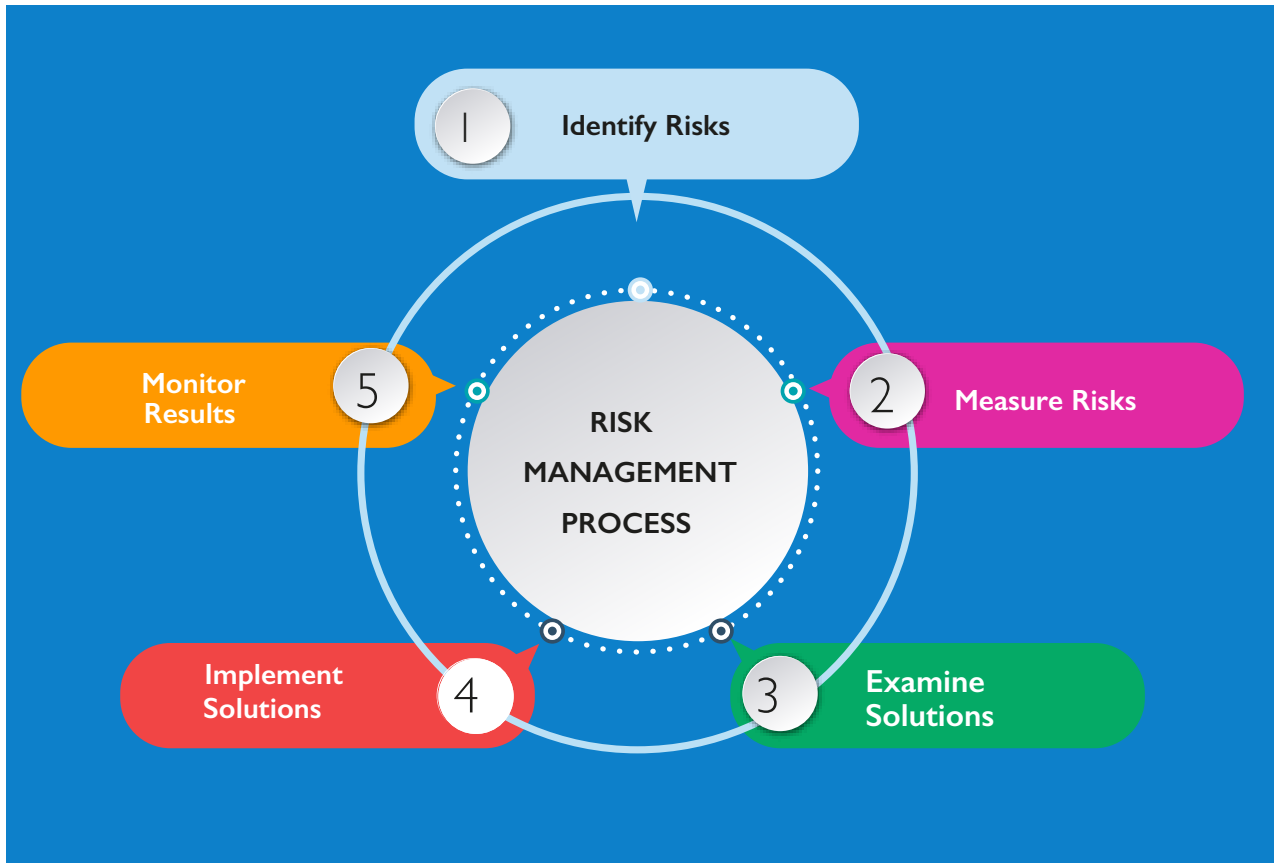 RISK
MANAGEMENT
PROCESS
1
Identify Risks
2
Measure Risks
3
Examine
Solutions
4
Implement
Solutions
5
Monitor
Results